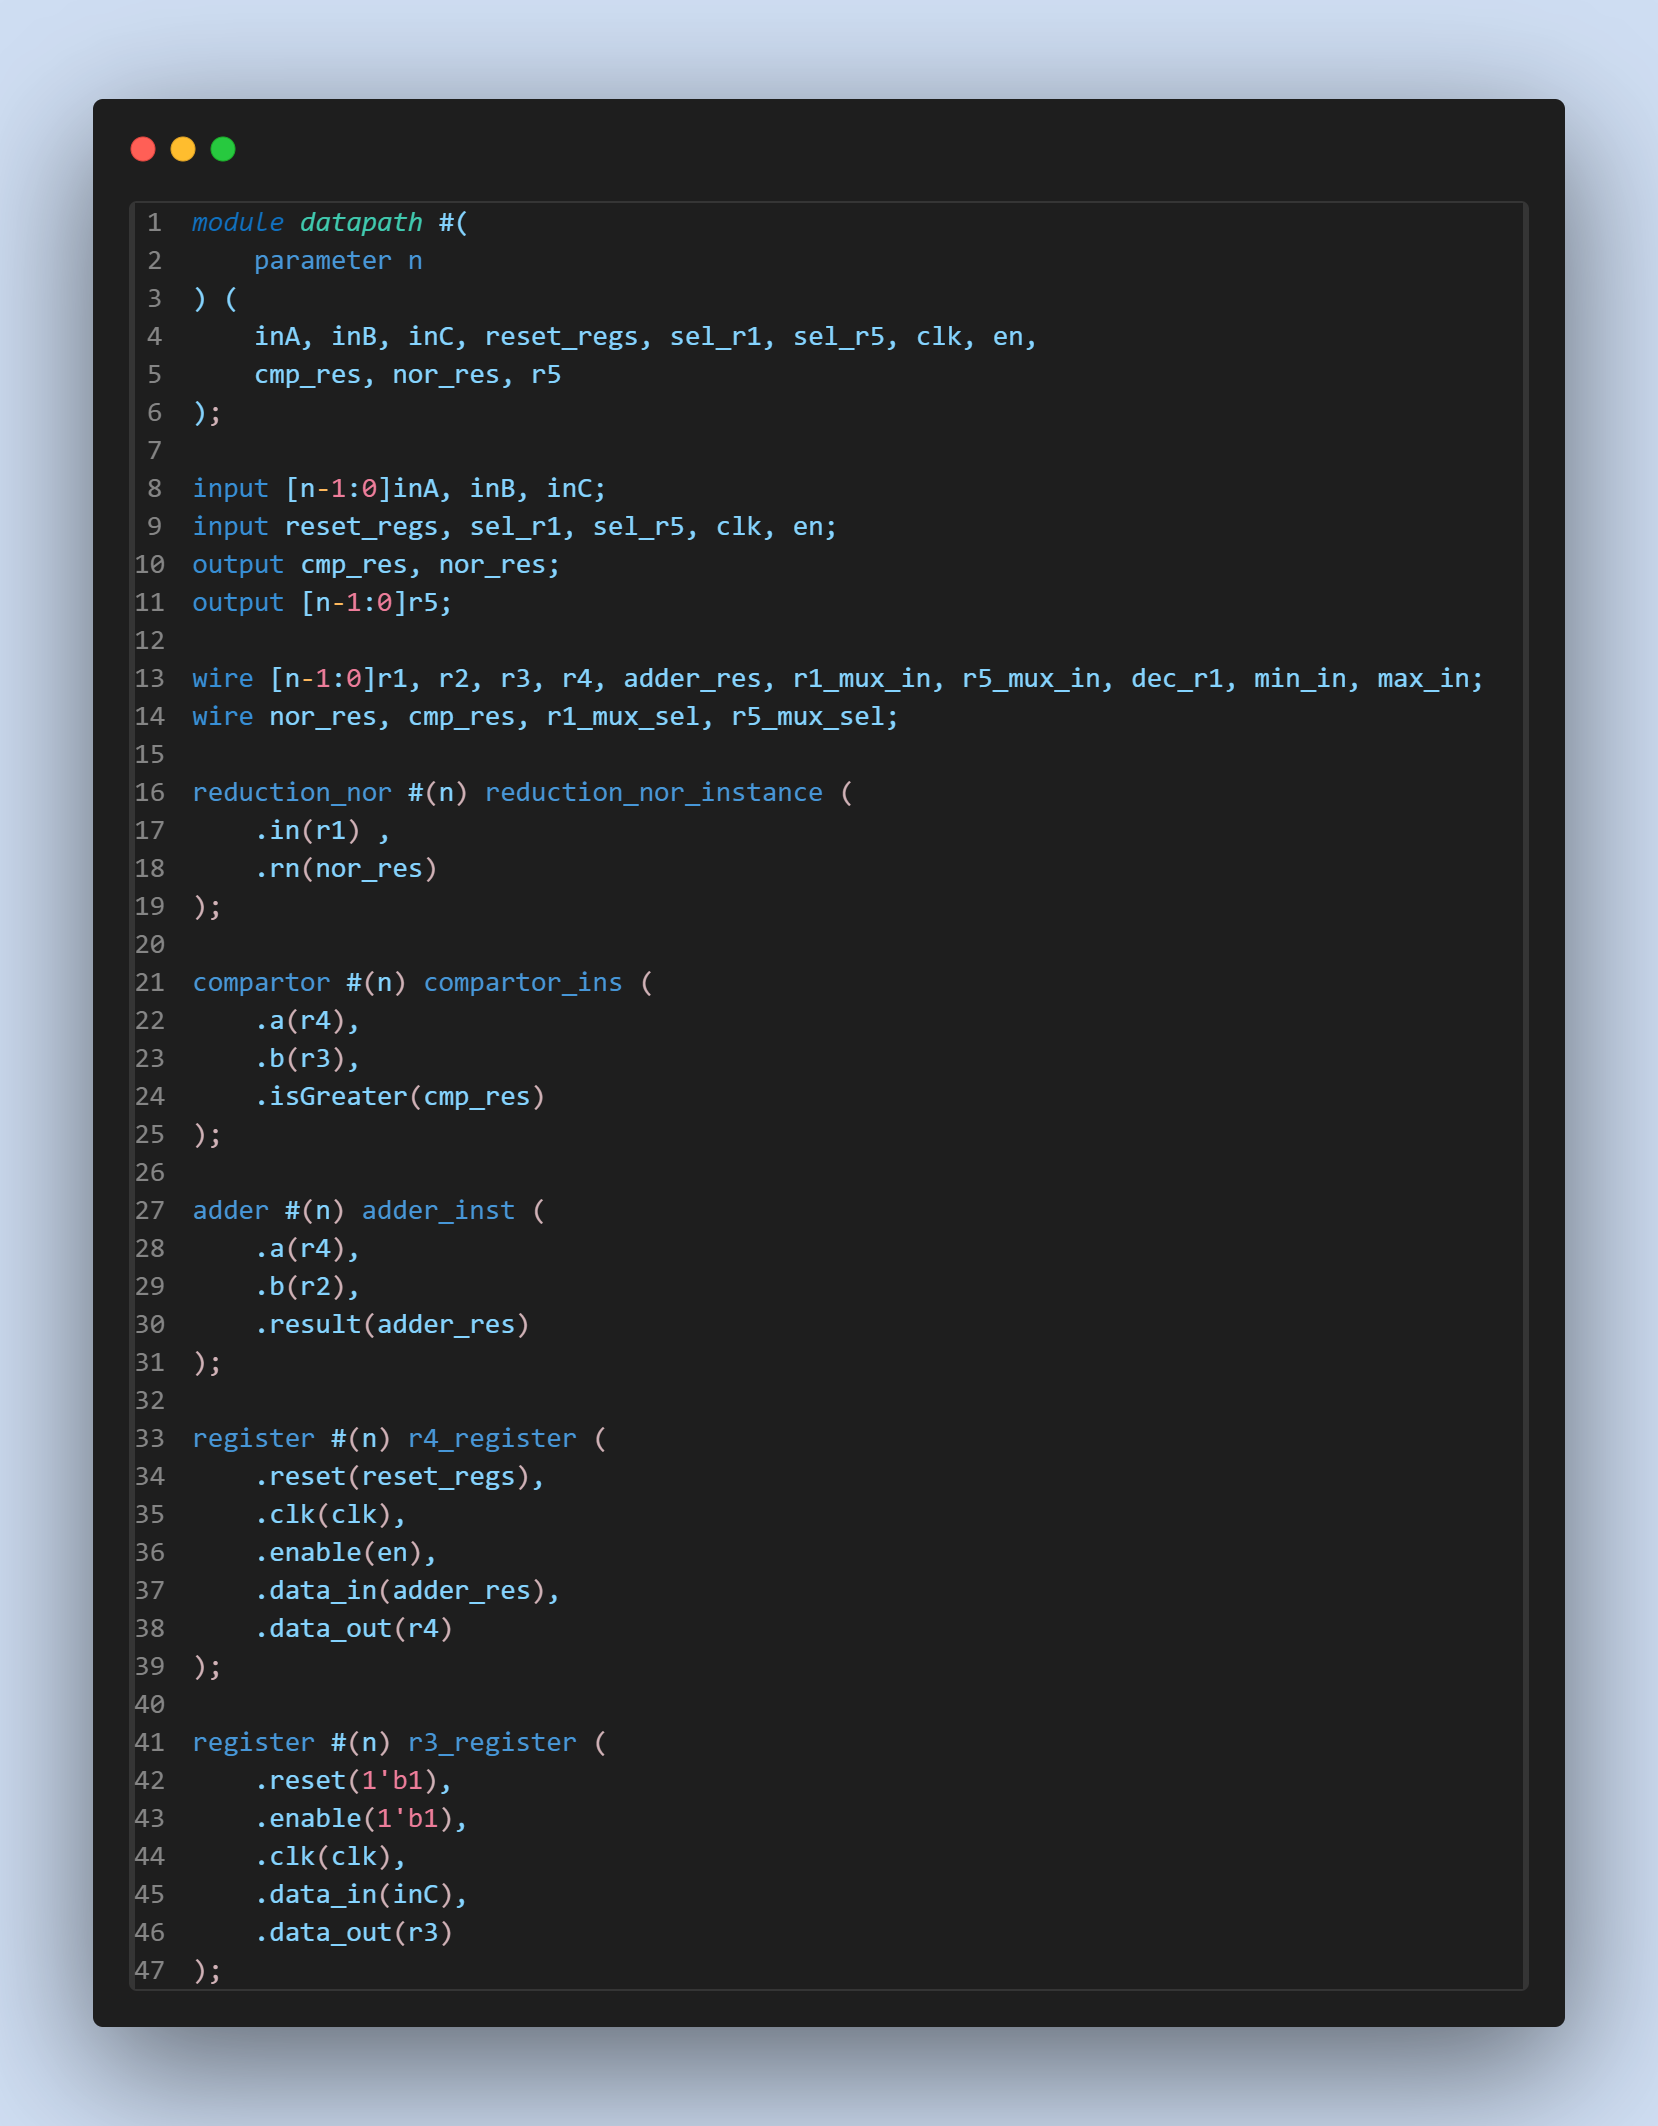 1 module datapath #(
2     parameter n
3 ) (
4     inA, inB, inC, reset_regs, sel_r1, sel_r5, clk, en,
5     cmp_res, nor_res, r5
6 );
7
8 input [n-1:0]inA, inB, inC;
9 input reset_regs, sel_r1, sel_r5, clk, en;
10 output cmp_res, nor_res;
11 output [n-1:0]r5;
12
13 wire [n-1:0]r1, r2, r3, r4, adder_res, r1_mux_in, r5_mux_in, dec_r1, min_in, max_in;
14 wire nor_res, cmp_res, r1_mux_sel, r5_mux_sel;
15
16 reduction_nor #(n) reduction_nor_instance (
17     .in(r1) ,
18     .rn(nor_res)
19 );
20
21 compartor #(n) compartor_ins (
22     .a(r4),
23     .b(r3),
24     .isGreater(cmp_res)
25 );
26
27 adder #(n) adder_inst (
28     .a(r4),
29     .b(r2),
30     .result(adder_res)
31 );
32
33 register #(n) r4_register (
34     .reset(reset_regs),
35     .clk(clk),
36     .enable(en),
37     .data_in(adder_res),
38     .data_out(r4)
39 );
40
41 register #(n) r3_register (
42     .reset(1'b1),
43     .enable(1'b1),
44     .clk(clk),
45     .data_in(inC),
46     .data_out(r3)
47 );